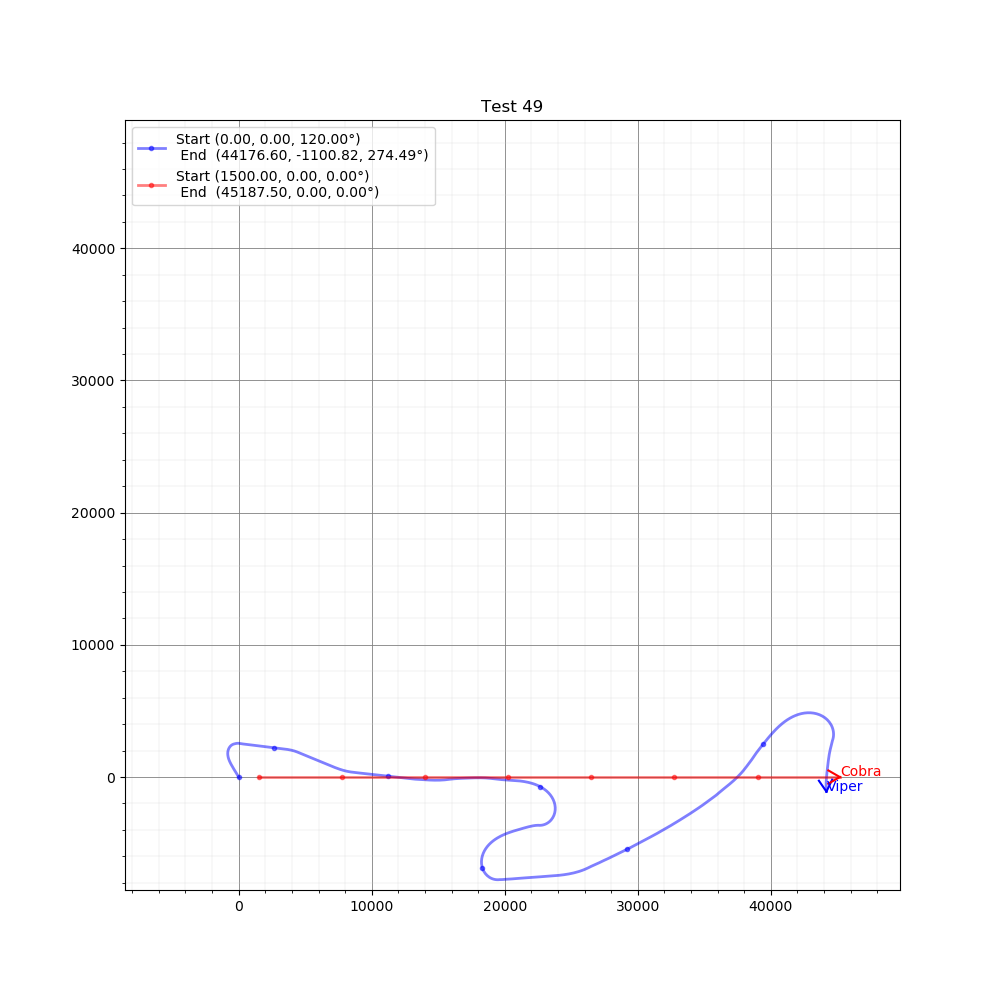 Test 49
Start (0.00, 0.00, 120.00°)
End (44176.60, -1100.82, 274.49°)
Start (1500.00, 0.00, 0.00°)
End (45187.50, 0.00, 0.00°)
40000
30000
20000
10000
0
Cobra
Viper
0 10000 20000 30000 40000